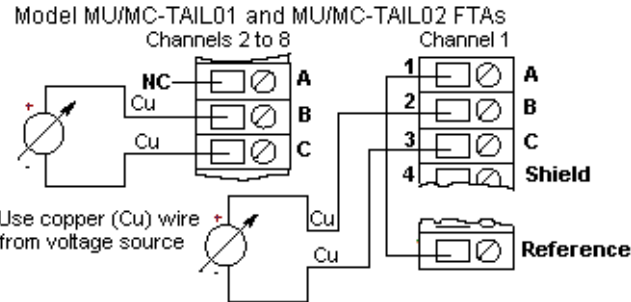 Model MU/MC-TAIL01 and MU/MC-TAIL02 FTAs
Channels 2 to 8
Channel 1
NC
A
B
C
+
Cu
Cu
-
1
A
2
B
3
C
4
Shield
Use copper (Cu) wire
from voltage source
+
Cu
Cu
-
Reference